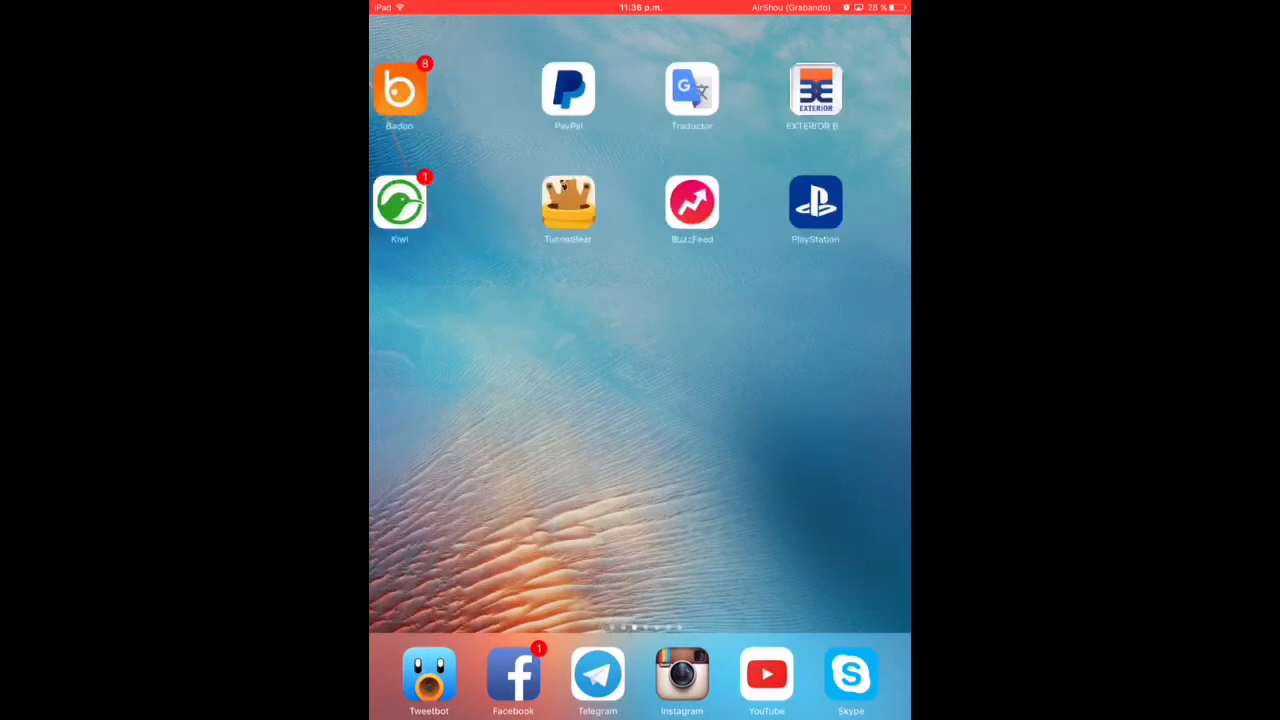 iPad 11:36 p.m. AirShou (Grabando) 28 %
8
Badoo PayPal Traductor EXTERIOR B
EXTERIOR
1
Kiwi TunnelBear BuzzFeed PlayStation
1
Tweetbot Facebook Telegram Instagram YouTube Skype